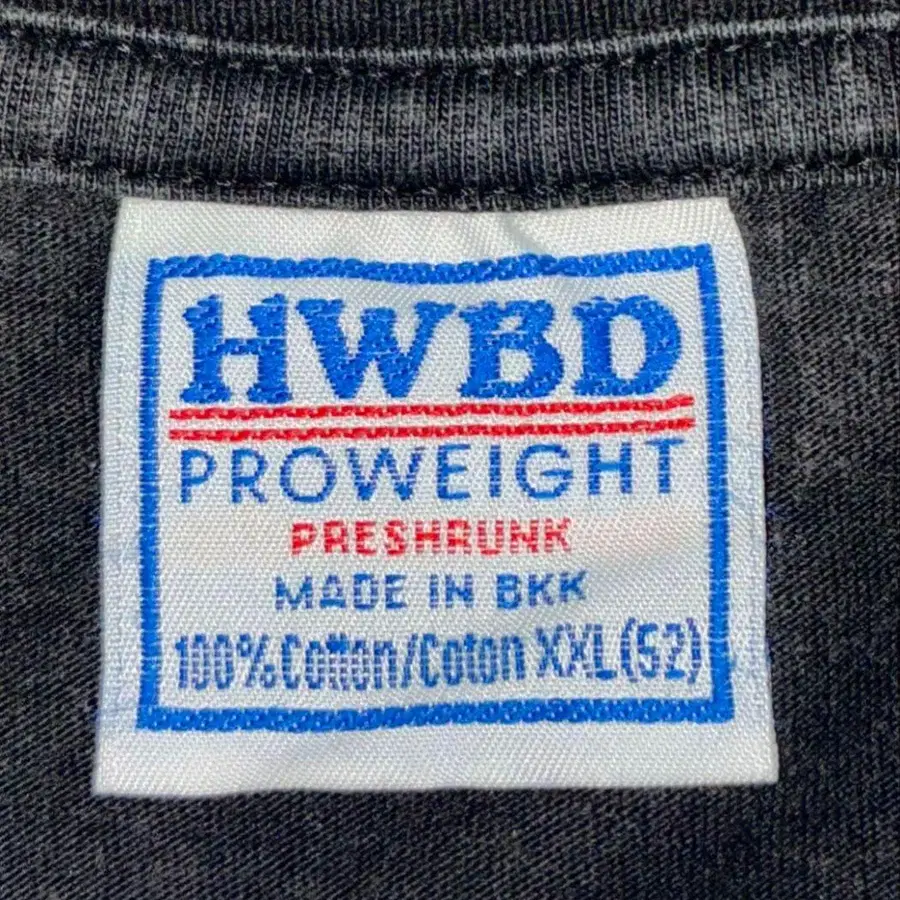 HWBD
PROWEIGHT
PRESHRUNK
MADE IN BKK
100% Cotton/Coton XXL(52)